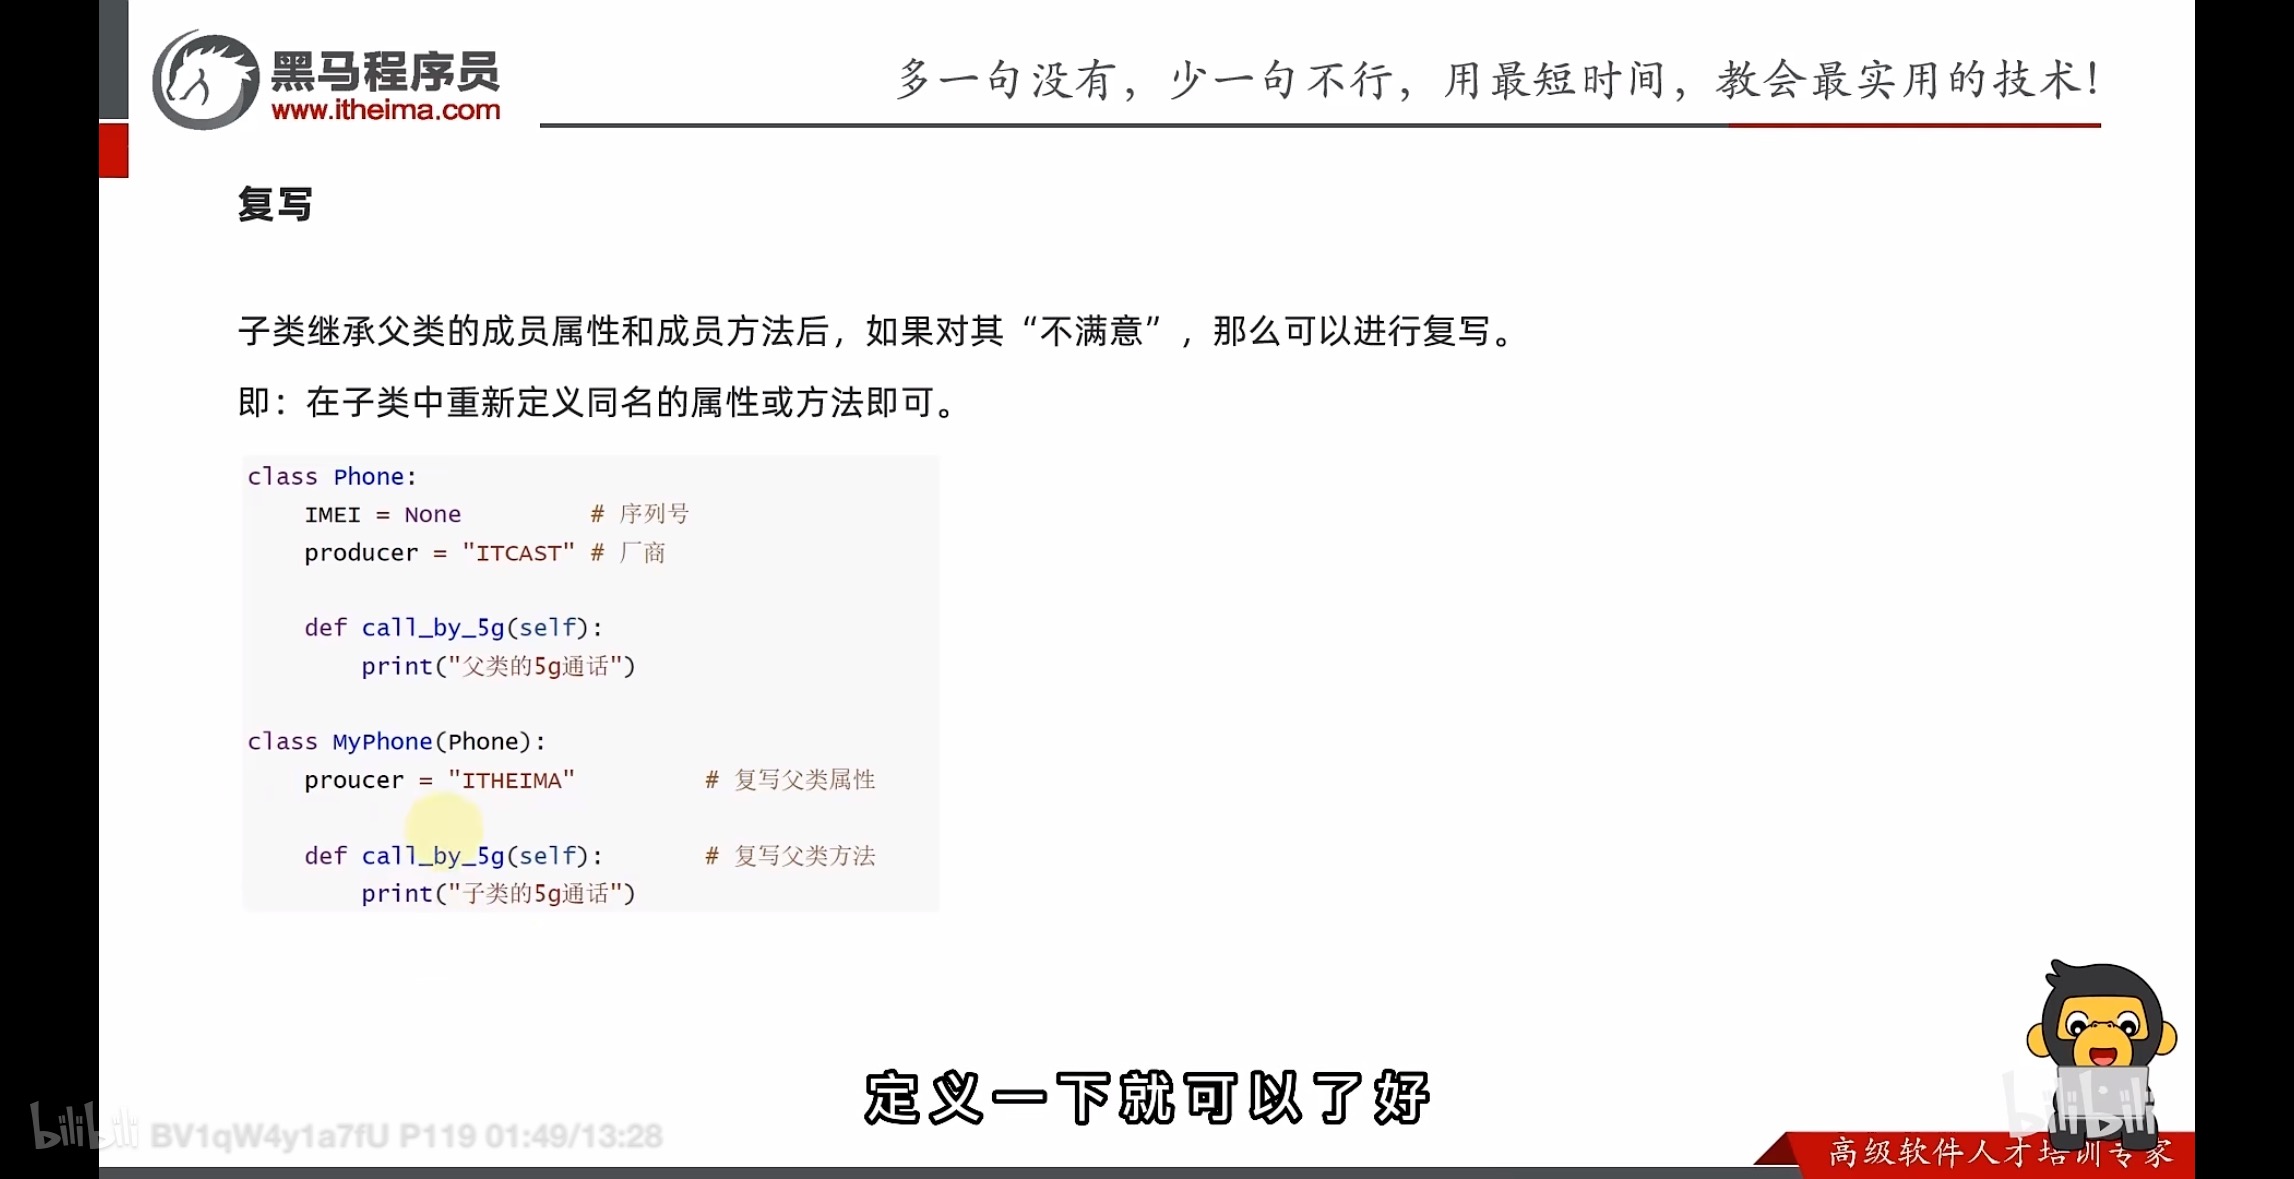 黑马程序员
www.itheima.com
多一句没有，少一句不行，用最短时间，教会最实用的技术！
复写
子类继承父类的成员属性和成员方法后，如果对其“不满意”，那么可以进行复写。
即：在子类中重新定义同名的属性或方法即可。
class Phone:
    IMEI = None         # 序列号
    producer = "ITCAST" # 厂商
    def call_by_5g(self):
        print("父类的5g通话")
class MyPhone(Phone):
    proucer = "ITHEIMA"         # 复写父类属性
    def call_by_5g(self):       # 复写父类方法
        print("子类的5g通话")
定义一下就可以了好
bilibili BV1qW4y1a7fU P119 01:49/13:28
bilibili
高级软件人才培训专家